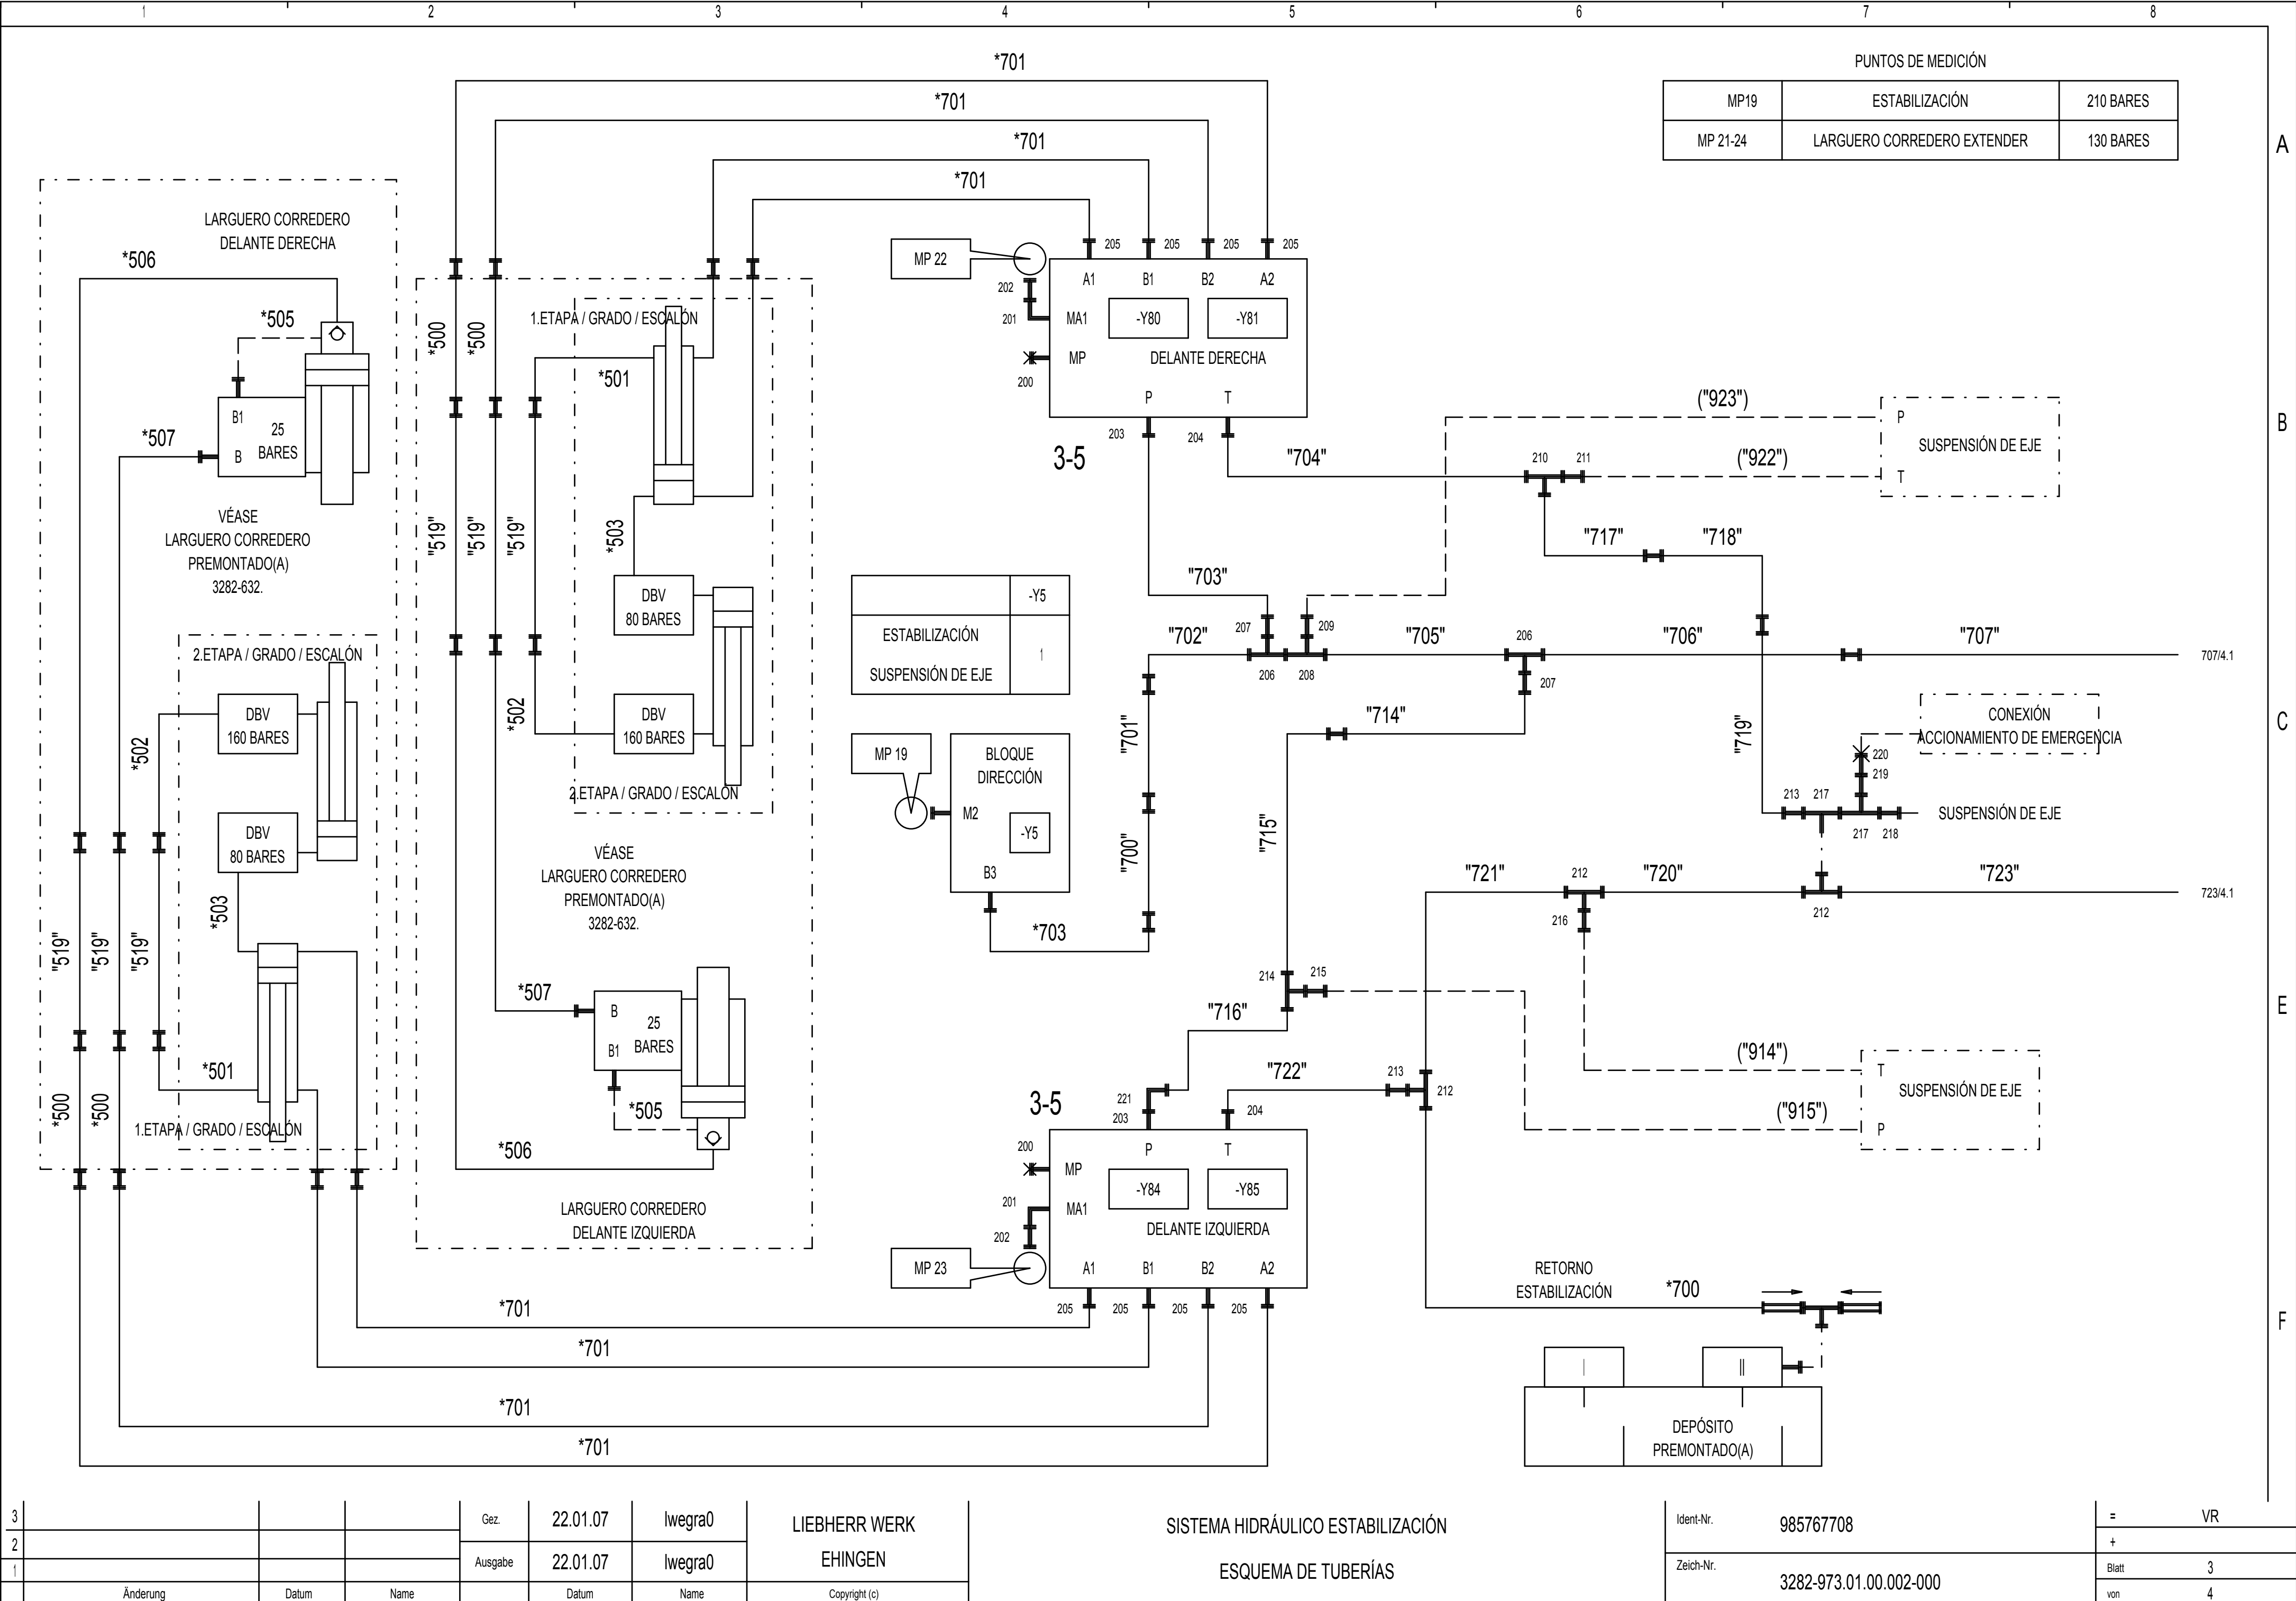 1 2 3 4 5 6 7 8
A
B
C
E
F
PUNTOS DE MEDICIÓN
MP19 ESTABILIZACIÓN 210 BARES
MP 21-24 LARGUERO CORREDERO EXTENDER 130 BARES
*701
*701
*701
*701
LARGUERO CORREDERO
DELANTE DERECHA
*506
*505
B1
25
BARES
B
*507
VÉASE
LARGUERO CORREDERO
PREMONTADO(A)
3282-632.
2.ETAPA / GRADO / ESCALÓN
DBV
160 BARES
*502
DBV
80 BARES
*503
"519"
"519"
"519"
*501
*500
*500
1.ETAPA / GRADO / ESCALÓN
*500
*500
1.ETAPA / GRADO / ESCALÓN
*501
"519"
"519"
"519"
*503
DBV
80 BARES
*502
DBV
160 BARES
2.ETAPA / GRADO / ESCALÓN
VÉASE
LARGUERO CORREDERO
PREMONTADO(A)
3282-632.
*507
B
25
BARES
B1
*505
*506
LARGUERO CORREDERO
DELANTE IZQUIERDA
MP 22
205 205 205 205
A1 B1 B2 A2
202
201
MA1
-Y80
-Y81
MP
DELANTE DERECHA
200
P T
203
204
3-5
"704"
210 211
("923")
("922")
P
SUSPENSIÓN DE EJE
T
"717"
"718"
"703"
-Y5
ESTABILIZACIÓN
1
SUSPENSIÓN DE EJE
"702"
207
209
206
208
"705"
206
207
"706"
"707"
707/4.1
"714"
"701"
"719"
MP 19
BLOQUE
DIRECCIÓN
M2
-Y5
B3
"700"
*703
"715"
CONEXIÓN
ACCIONAMIENTO DE EMERGENCIA
220
219
213 217
217 218
SUSPENSIÓN DE EJE
"721"
212
216
"720"
212
"723"
723/4.1
214
215
"716"
"722"
213
212
("914")
("915")
T
SUSPENSIÓN DE EJE
P
3-5
221
203
204
200
MP
P T
-Y84
-Y85
201
MA1
DELANTE IZQUIERDA
202
MP 23
A1 B1 B2 A2
205 205 205 205
*701
*701
*701
*701
RETORNO
ESTABILIZACIÓN
*700
I
II
DEPÓSITO
PREMONTADO(A)
3
2
1
Änderung Datum Name
Gez. 22.01.07 lwegra0
Ausgabe 22.01.07 lwegra0
Datum Name
LIEBHERR WERK
EHINGEN
Copyright (c)
SISTEMA HIDRÁULICO ESTABILIZACIÓN
ESQUEMA DE TUBERÍAS
Ident-Nr. 985767708
Zeich-Nr. 3282-973.01.00.002-000
= VR
+
Blatt 3
von 4